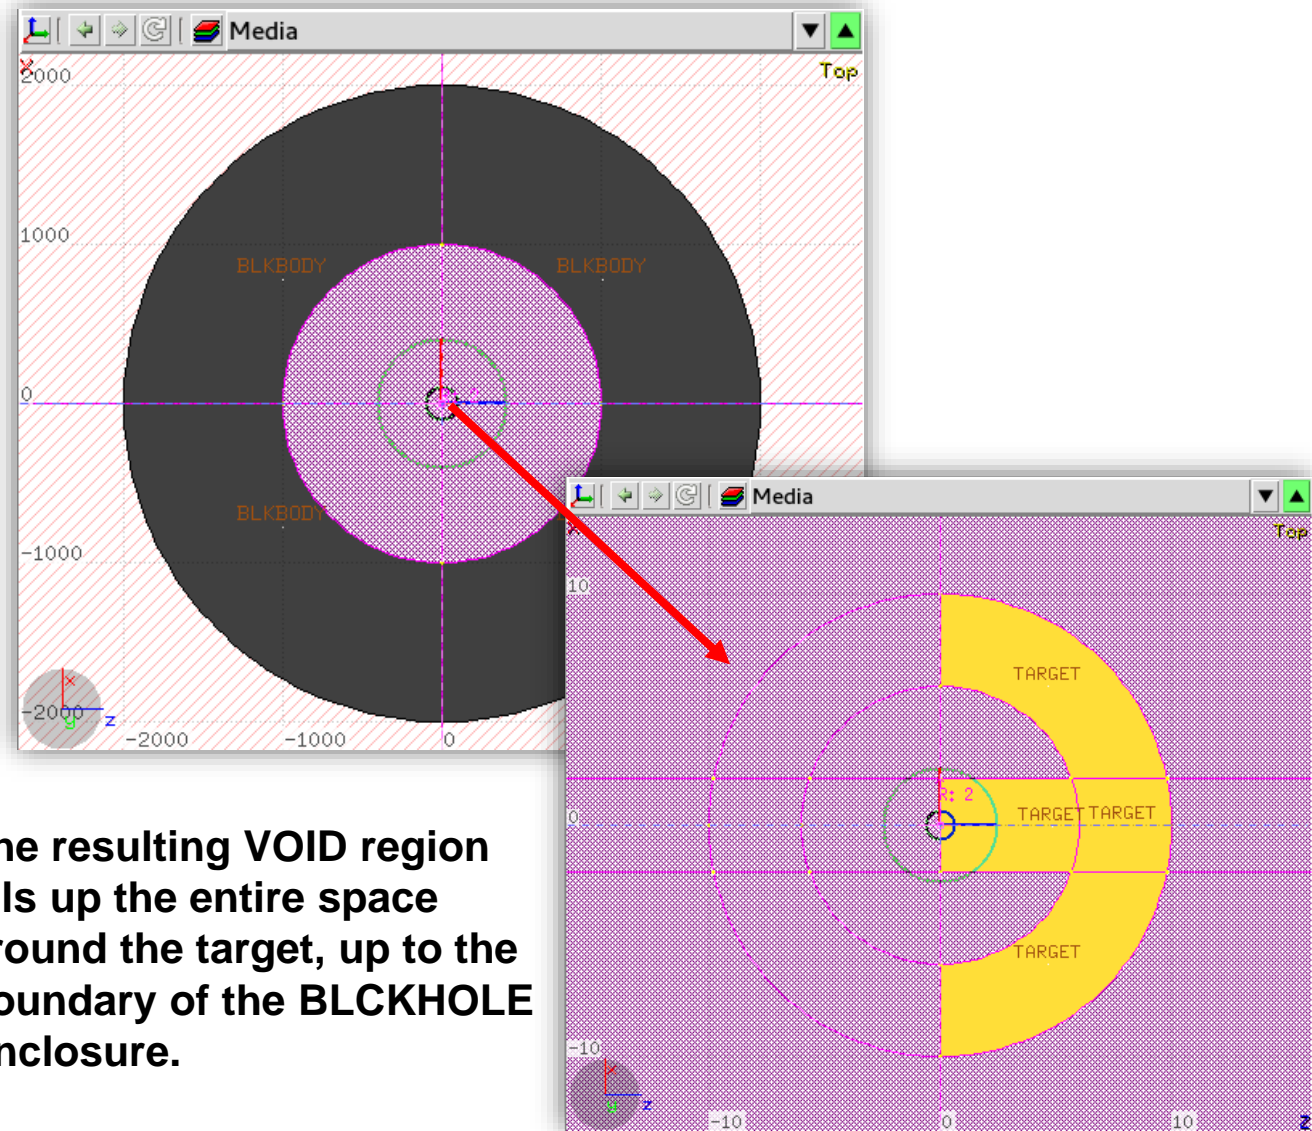 Media
X
2000
Top
1000
BLKBODY
BLKBODY
0
BLKBODY
-1000
X
-2000
y
z
-2000
-1000
0
Media
X
Top
10
TARGET
R: 2
0
TARGET
TARGET
TARGET
-10
X
z
-10
0
10
z
he resulting VOID region
lls up the entire space
round the target, up to the
oundary of the BLCKHOLE
nclosure.